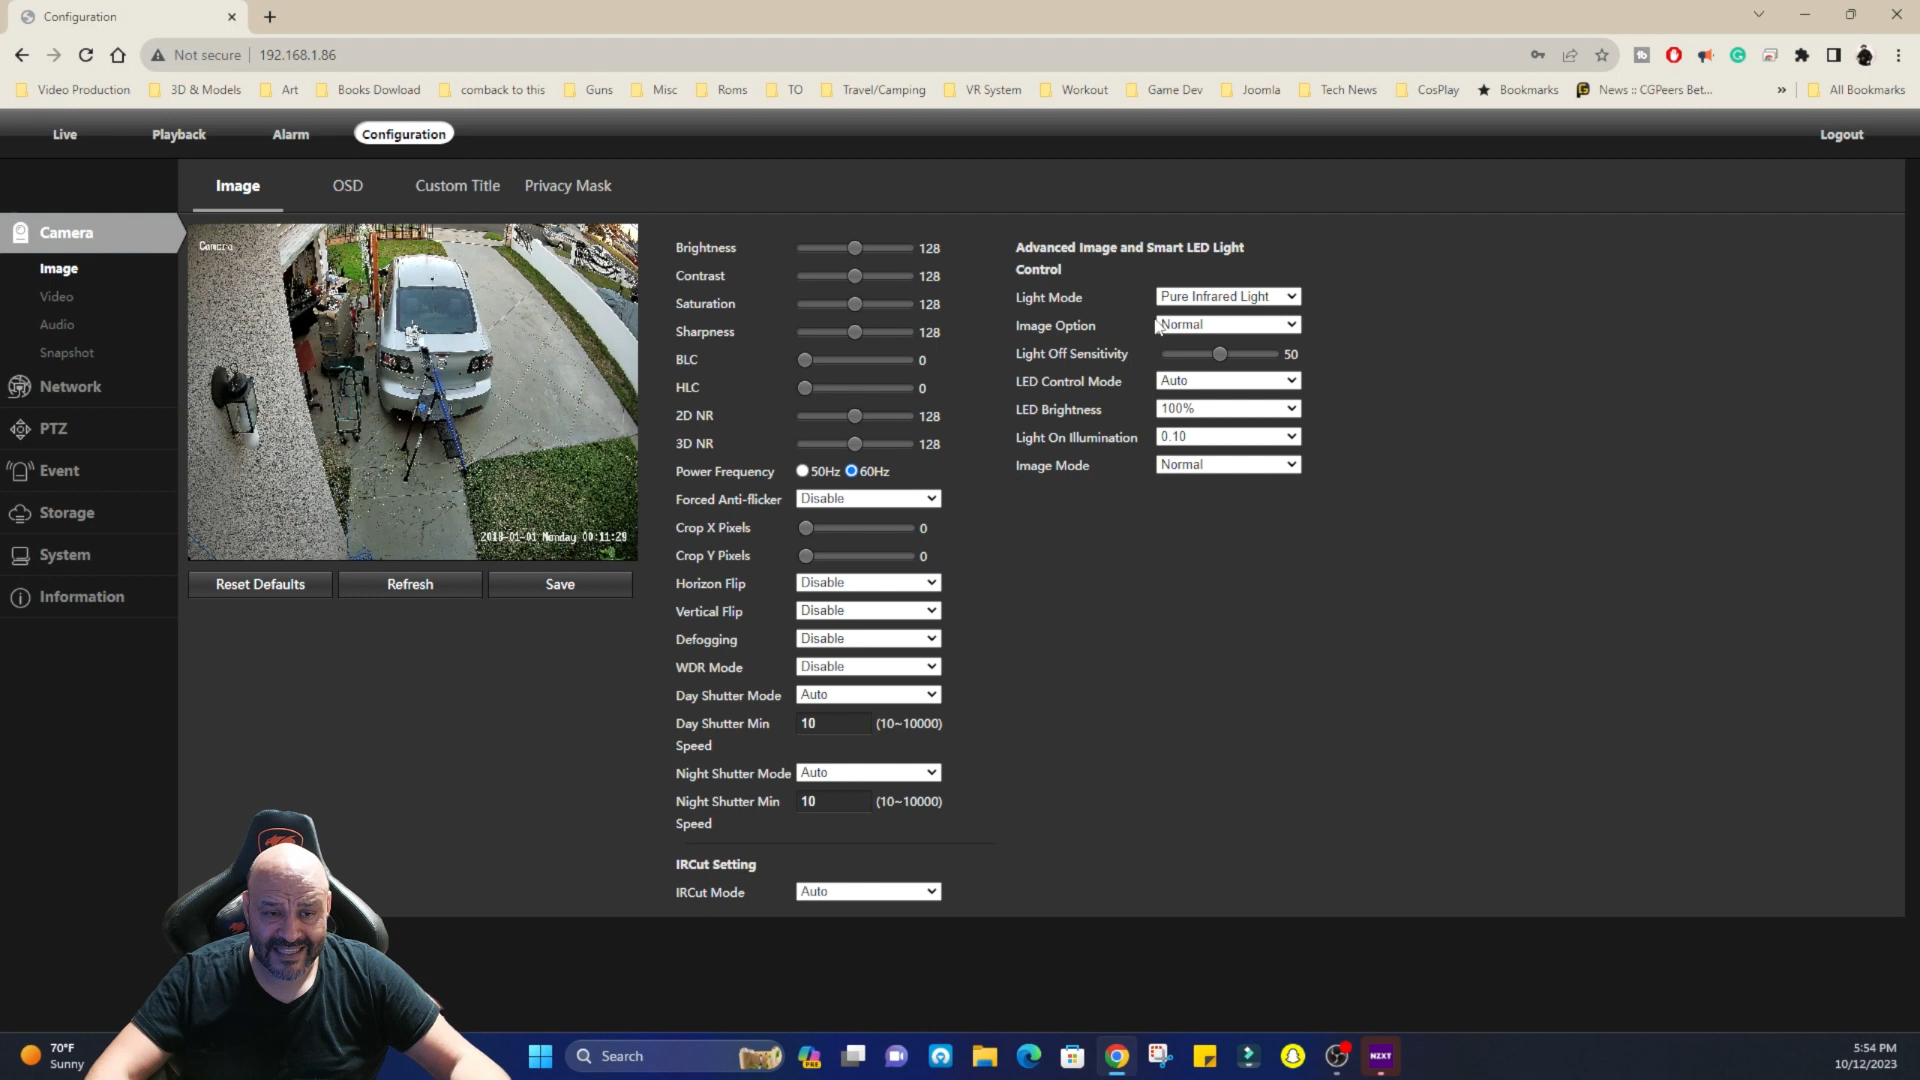 Configuration
Not secure
192.168.1.86
Video Production
3D & Models
Art
Books Dowload
comback to this
Guns
Misc
Roms
TO
Travel/Camping
VR System
Workout
Game Dev
Joomla
Tech News
CosPlay
Bookmarks
News :: CGPeers Bet...
»
All Bookmarks
Live
Playback
Alarm
Configuration
Logout
Image
OSD
Custom Title
Privacy Mask
Camera
Image
Video
Audio
Snapshot
Network
PTZ
Event
Storage
System
Information
Camera
2018-01-01 Monday 00:11:29
Reset Defaults
Refresh
Save
Brightness 128
Contrast 128
Saturation 128
Sharpness 128
BLC 0
HLC 0
2D NR 128
3D NR 128
Power Frequency 50Hz 60Hz
Forced Anti-flicker Disable
Crop X Pixels 0
Crop Y Pixels 0
Horizon Flip Disable
Vertical Flip Disable
Defogging Disable
WDR Mode Disable
Day Shutter Mode Auto
Day Shutter Min 10 (10~10000)
Speed
Night Shutter Mode Auto
Night Shutter Min 10 (10~10000)
Speed
IRCut Setting
IRCut Mode Auto
Advanced Image and Smart LED Light
Control
Light Mode Pure Infrared Light
Image Option Normal
Light Off Sensitivity 50
LED Control Mode Auto
LED Brightness 100%
Light On Illumination 0.10
Image Mode Normal
70°F
Sunny
Search
PRE
NZXT
5:54 PM
10/12/2023